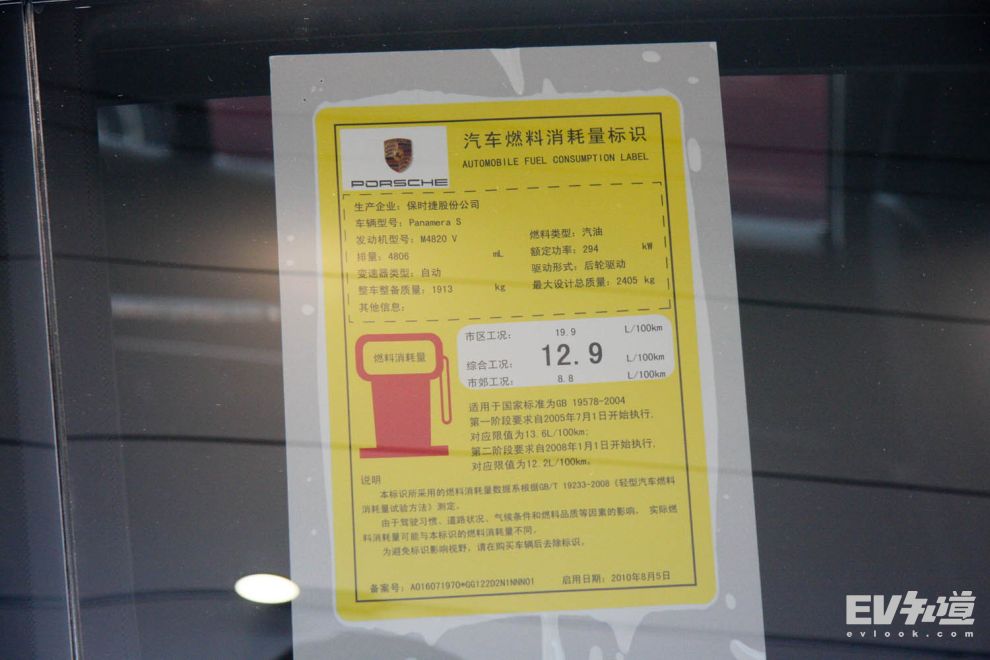 PORSCHE
汽车燃料消耗量标识
AUTOMOBILE FUEL CONSUMPTION LABEL
生产企业：保时捷股份公司
车辆型号：Panamera S
发动机型号：M4820 V
燃料类型：汽油
排量：4806 mL
额定功率：294 kW
变速器类型：自动
驱动形式：后轮驱动
整车整备质量：1913 kg
最大设计总质量：2405 kg
其他信息：
燃料消耗量
市区工况： 19.9 L/100km
综合工况： 12.9 L/100km
市郊工况： 8.8 L/100km
适用于国家标准为GB 19578-2004
第一阶段要求自2005年7月1日开始执行，
对应限值为13.6L/100km；
第二阶段要求自2008年1月1日开始执行，
对应限值为12.2L/100km。
说明
本标识所采用的燃料消耗量数据系根据GB/T 19233-2008《轻型汽车燃料
消耗量试验方法》测定。
由于驾驶习惯、道路状况、气候条件和燃料品质等因素的影响， 实际燃
料消耗量可能与本标识的燃料消耗量不同。
为避免标识影响视野，请在购买车辆后去除标识。
备案号：A016071970*GG122D2N1NNN01 启用日期：2010年8月5日
EV知道
evlook.com